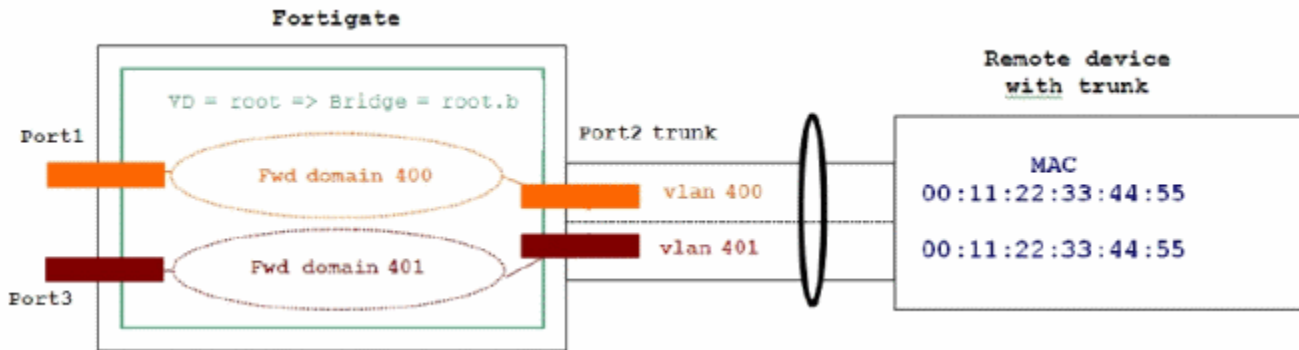 Fortigate
VD = root => Bridge = root.b
Port1
Fwd domain 400
Fwd domain 401
Port3
Port2 trunk
vlan 400
vlan 401
Remote device
with trunk
MAC
00:11:22:33:44:55
00:11:22:33:44:55